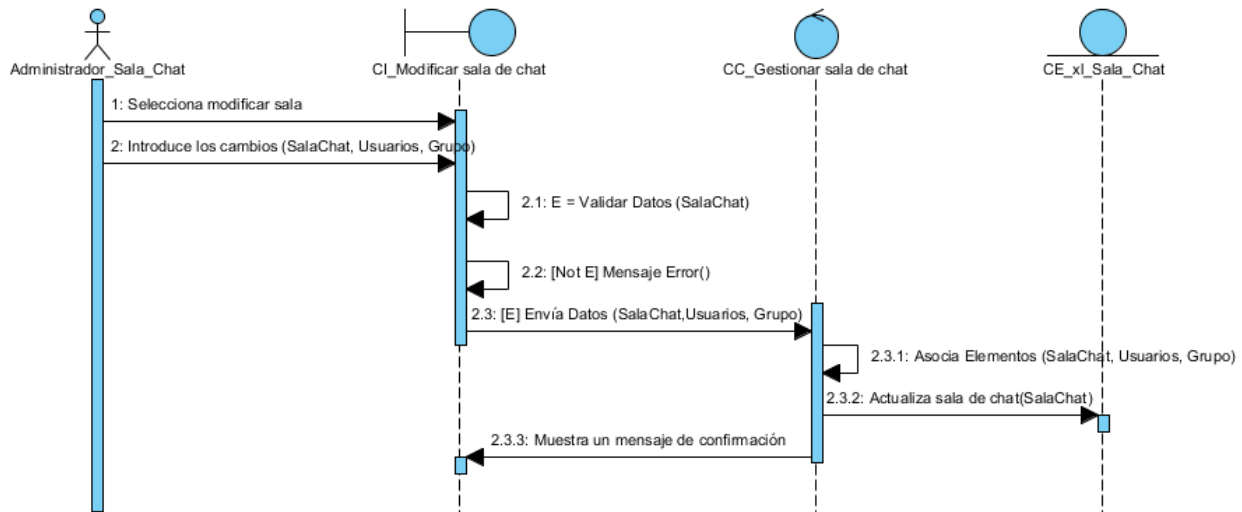 Administrador_Sala_Chat
CI_Modificar sala de chat
CC_Gestionar sala de chat
CE_xl_Sala_Chat
1: Selecciona modificar sala
2: Introduce los cambios (SalaChat, Usuarios, Grupo)
2.1: E = Validar Datos (SalaChat)
2.2: [Not E] Mensaje Error()
2.3: [E] Envía Datos (SalaChat,Usuarios, Grupo)
2.3.1: Asocia Elementos (SalaChat, Usuarios, Grupo)
2.3.2: Actualiza sala de chat(SalaChat)
2.3.3: Muestra un mensaje de confirmación